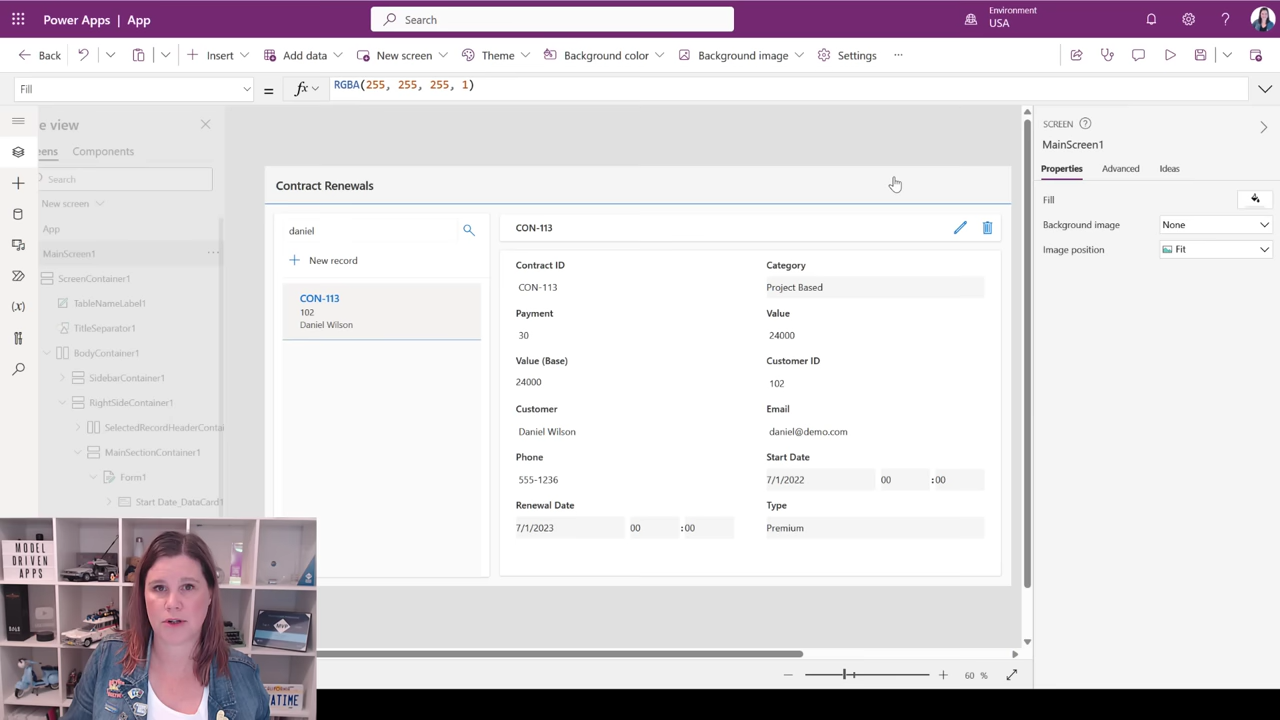 Power Apps | App
Search
Environment
USA
Back
Insert
Add data
New screen
Theme
Background color
Background image
Settings
Fill
=
fx
RGBA(255, 255, 255, 1)
e view
eens
Components
Search
New screen
App
MainScreen1
ScreenContainer1
TableNameLabel1
TitleSeparator1
BodyContainer1
SidebarContainer1
RightSideContainer1
SelectedRecordHeaderContai
MainSectionContainer1
Form1
Start Date_DataCard1
Contract Renewals
daniel
New record
CON-113
102
Daniel Wilson
CON-113
Contract ID
Category
CON-113
Project Based
Payment
Value
30
24000
Value (Base)
Customer ID
24000
102
Customer
Email
Daniel Wilson
daniel@demo.com
Phone
Start Date
555-1236
7/1/2022
00
:00
Renewal Date
Type
7/1/2023
00
:00
Premium
60 %
SCREEN
MainScreen1
Properties
Advanced
Ideas
Fill
Background image
None
Image position
Fit
MODEL
DRIVEN
APPS
MVP